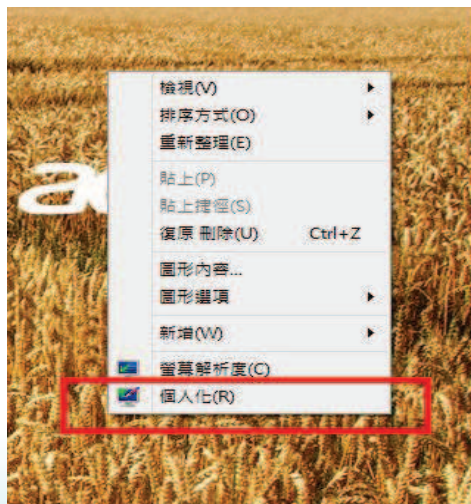 檢視(V)
排序方式(O)
重新整理(E)
貼上(P)
貼上捷徑(S)
復原 刪除(U) Ctrl+Z
圖形內容...
圖形選項
新增(W)
螢幕解析度(C)
個人化(R)